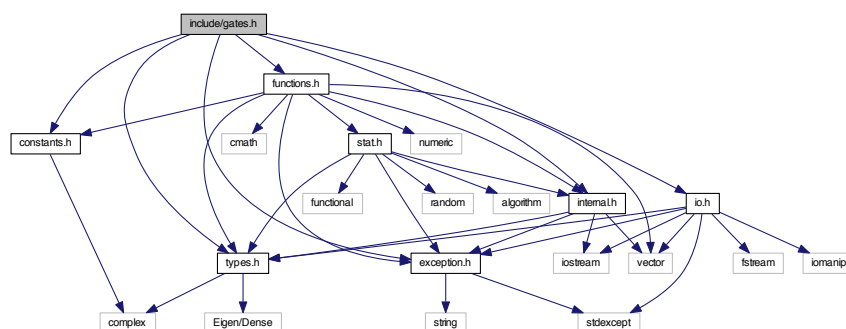 include/gates.h
functions.h
constants.h
cmath
stat.h
numeric
functional
random
algorithm
internal.h
io.h
types.h
exception.h
iostream
vector
fstream
iomanip
complex
Eigen/Dense
string
stdexcept